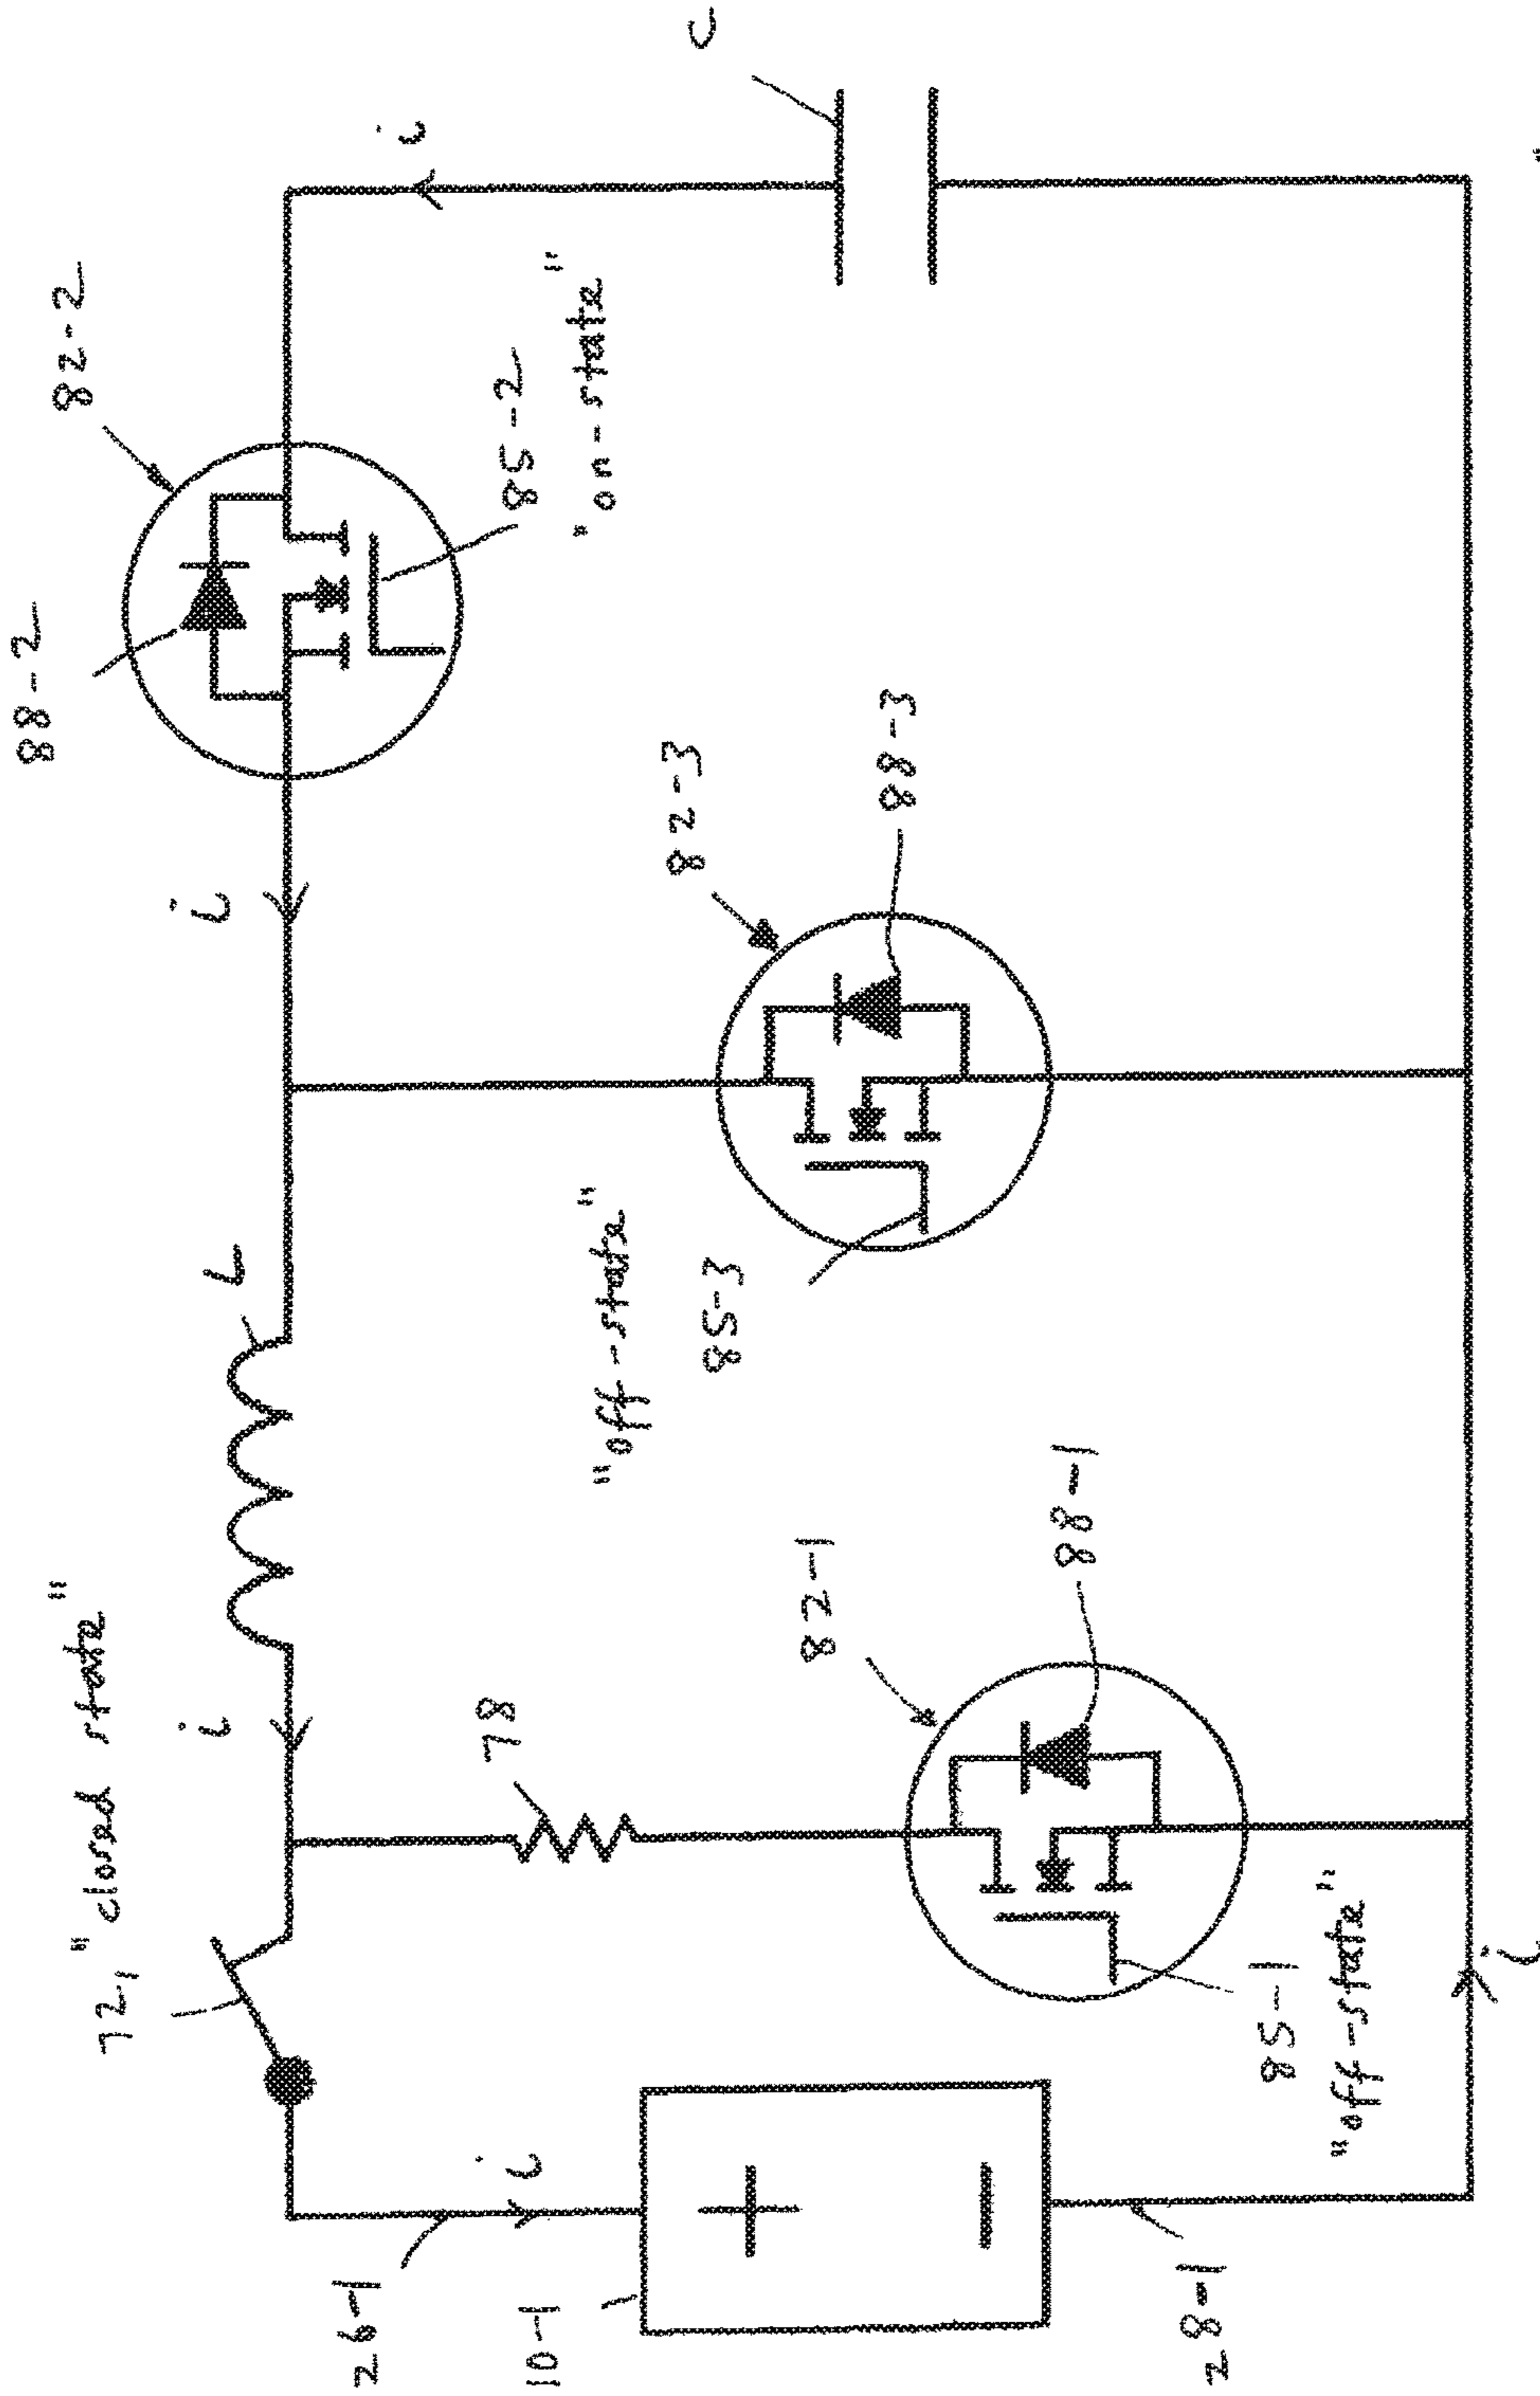 88-2
82-2
i
C
85-2
"on-state"
i
82-3
88-3
L
"off-state"
85-3
72,
"closed state"
i
78
82-1
88-1
85-1
"off-state"
i
26-1
10-1
i
28-1
+
−